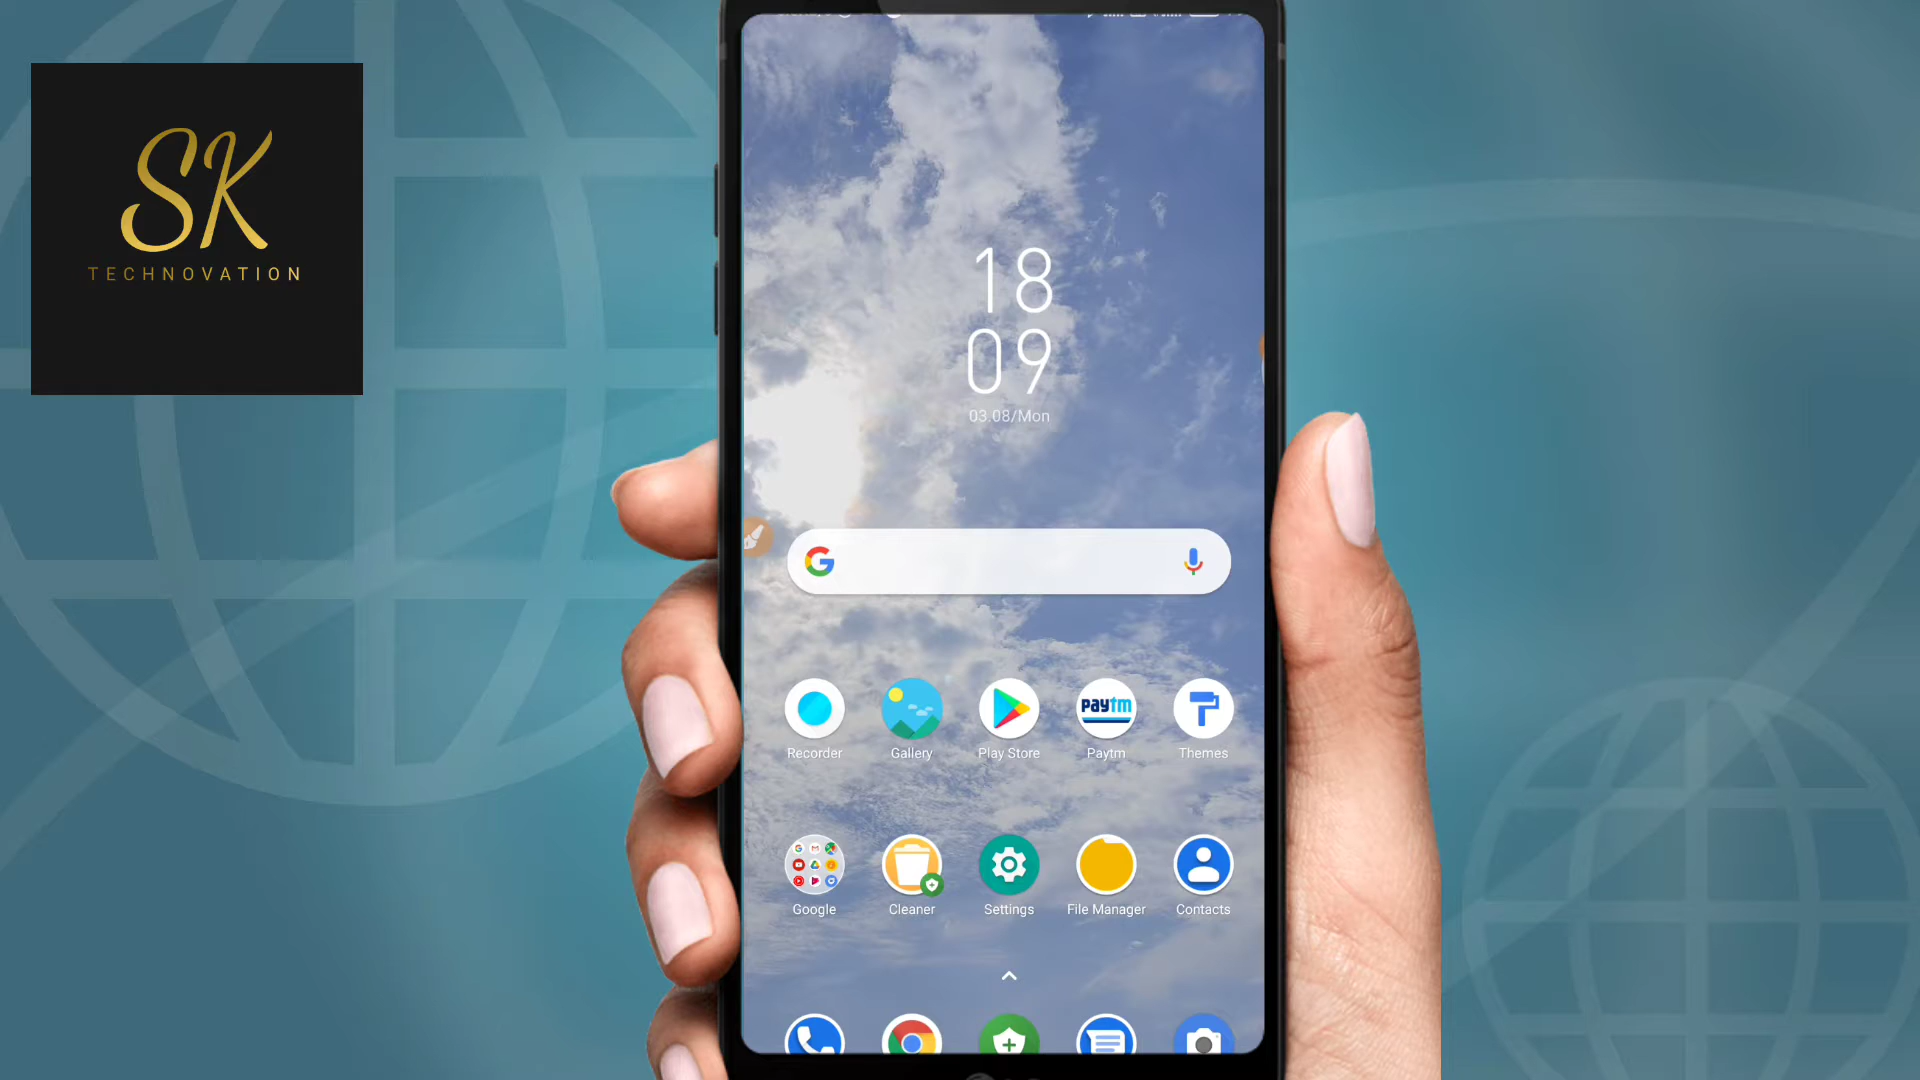 SK
TECHNOVATION
18
09
03.08/Mon
paytm
Recorder Gallery Play Store Paytm Themes
Google Cleaner Settings File Manager Contacts